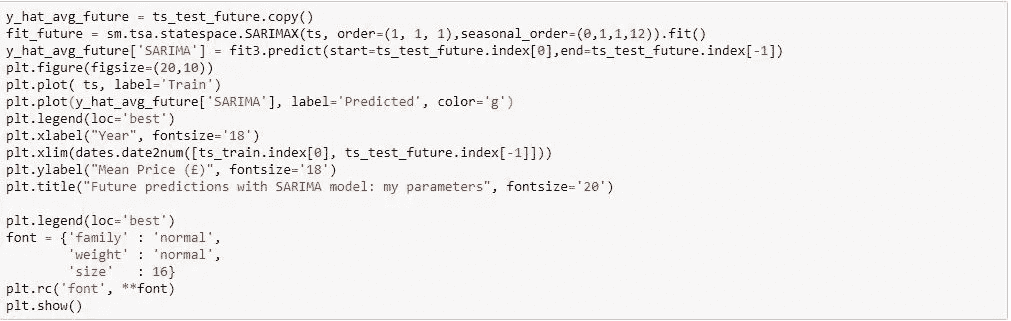 y_hat_avg_future = ts_test_future.copy()
fit_future = sm.tsa.statespace.SARIMAX(ts, order=(1, 1, 1),seasonal_order=(0,1,1,12)).fit()
y_hat_avg_future['SARIMA'] = fit3.predict(start=ts_test_future.index[0],end=ts_test_future.index[-1])
plt.figure(figsize=(20,10))
plt.plot( ts, label='Train')
plt.plot(y_hat_avg_future['SARIMA'], label='Predicted', color='g')
plt.legend(loc='best')
plt.xlabel("Year", fontsize='18')
plt.xlim(dates.date2num([ts_train.index[0], ts_test_future.index[-1]]))
plt.ylabel("Mean Price (£)", fontsize='18')
plt.title("Future predictions with SARIMA model: my parameters", fontsize='20')
plt.legend(loc='best')
font = {'family' : 'normal',
        'weight' : 'normal',
        'size'   : 16}
plt.rc('font', **font)
plt.show()